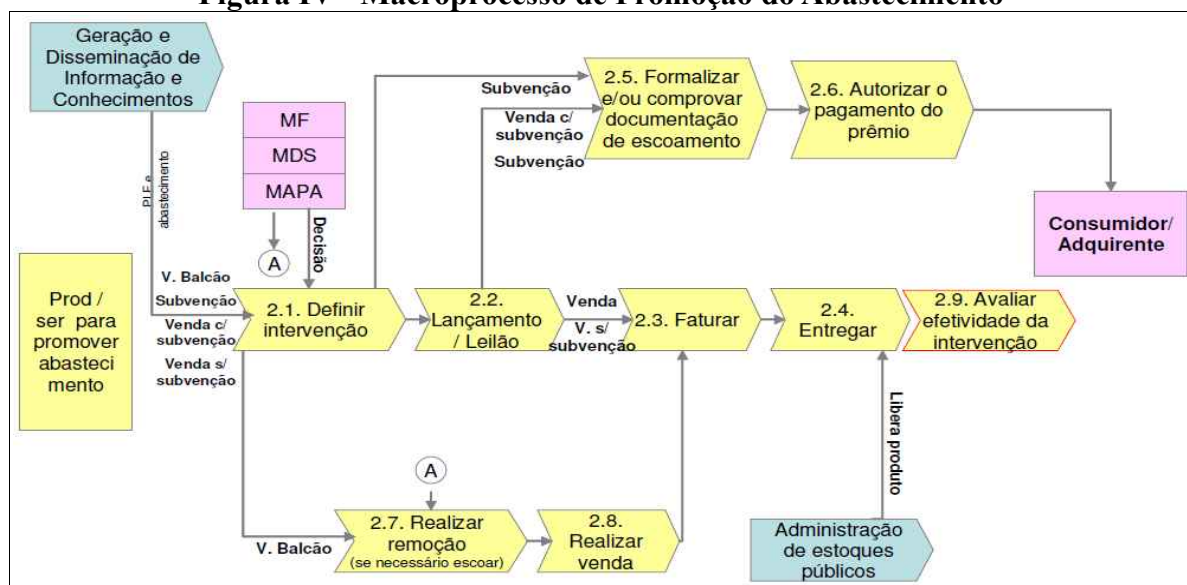 Figura IV - Macroprocesso de Promoção do Abastecimento
Geração e
Disseminação de
Informação e
Conhecimentos
MF
MDS
MAPA
Decisão
A
abastecimento
Prod /
ser para
promover
abasteci
mento
V. Balcão
Subvenção
Venda c/
subvenção
Venda s/
subvenção
2.1. Definir
intervenção
2.2.
Lançamento
/ Leilão
Subvenção
Venda c/
subvenção
Subvenção
2.5. Formalizar
e/ou comprovar
documentação
de escoamento
2.6. Autorizar o
pagamento do
prêmio
Consumidor/
Adquirente
Venda
V. s/
subvenção
2.3. Faturar
2.4.
Entregar
2.9. Avaliar
efetividade da
intervenção
Libera produto
A
V. Balcão
2.7. Realizar
remoção
(se necessário escoar)
2.8.
Realizar
venda
Administração
de estoques
públicos